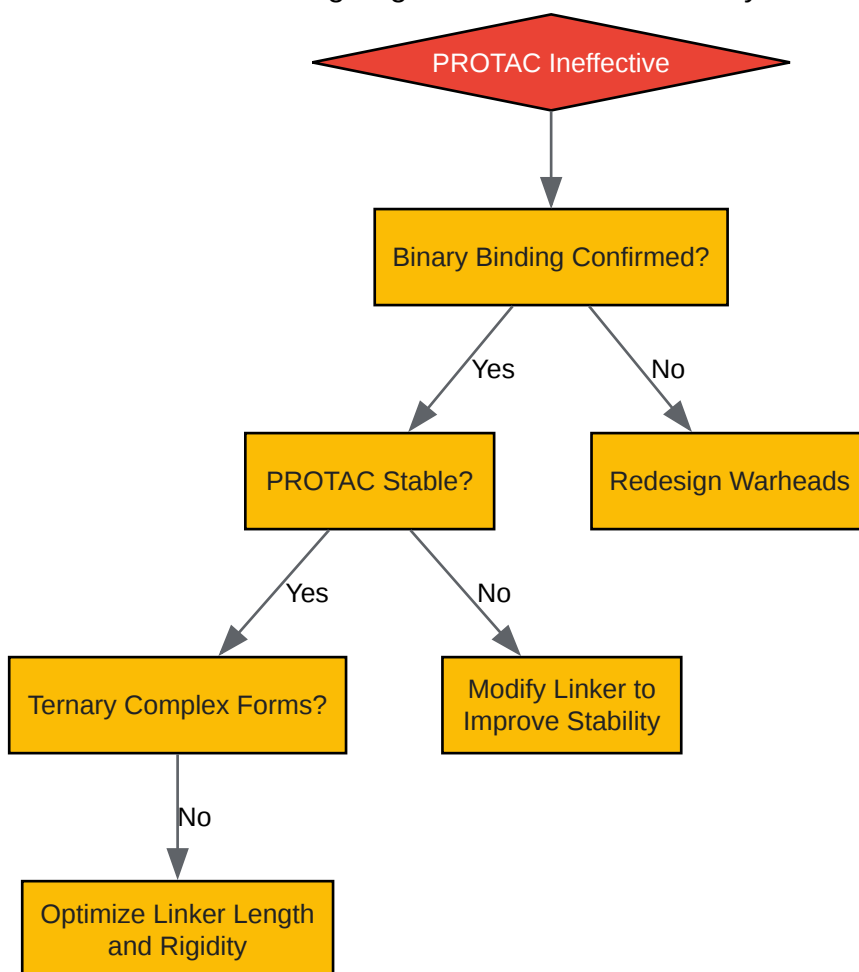 PROTAC Ineffective
Binary Binding Confirmed?
Yes
No
PROTAC Stable?
Redesign Warheads
Yes
No
Ternary Complex Forms?
Modify Linker to
Improve Stability
No
Optimize Linker Length
and Rigidity